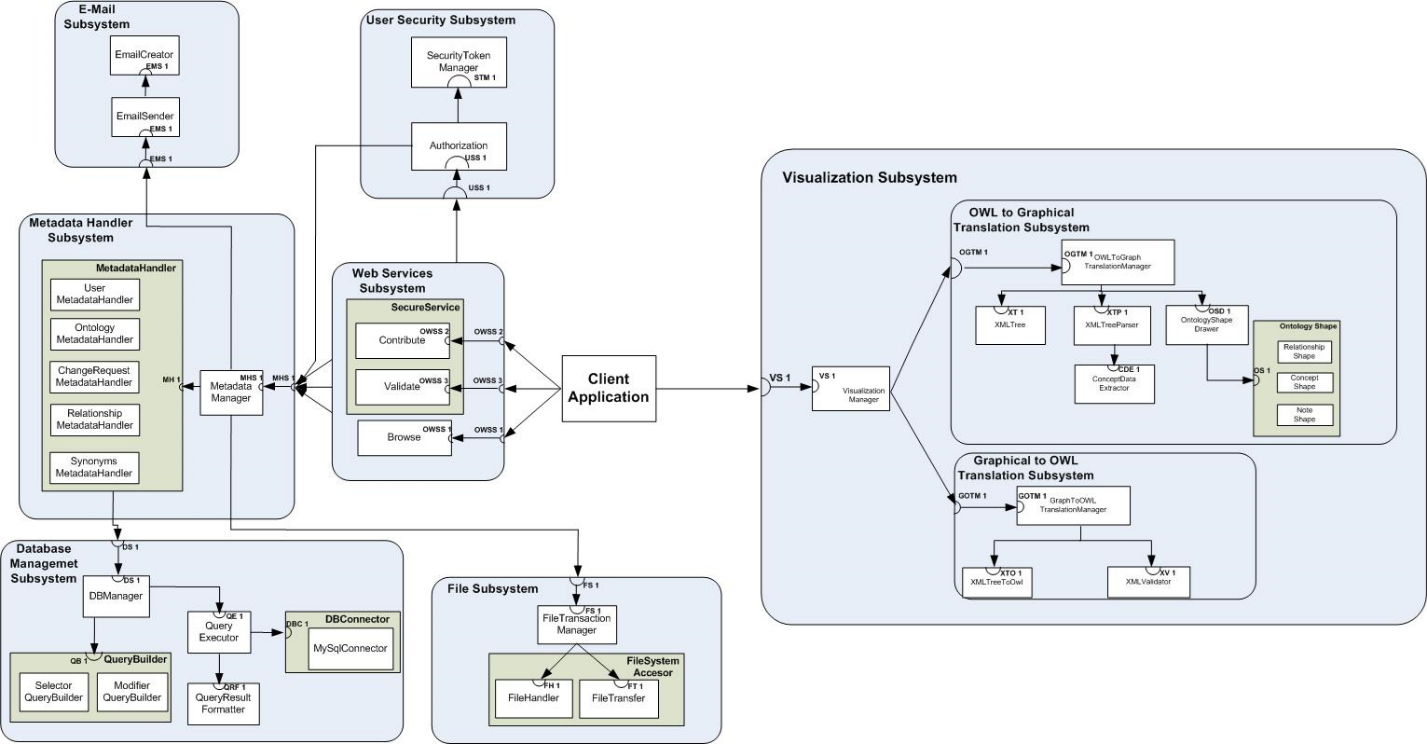 E-Mail
Subsystem
EmailCreator
EMS 1
EmailSender
EMS 1
EMS 1
User Security Subsystem
SecurityToken
Manager
STM 1
Authorization
USS 1
USS 1
Metadata Handler
Subsystem
MetadataHandler
User
MetadataHandler
Ontology
MetadataHandler
ChangeRequest
MetadataHandler
Relationship
MetadataHandler
Synonyms
MetadataHandler
MH 1
MHS 1
Metadata
Manager
MHS 1
Web Services
Subsystem
SecureService
OWSS 2
Contribute
OWSS 2
Validate
OWSS 3
OWSS 3
Browse
OWSS 1
OWSS 1
Client
Application
Visualization Subsystem
VS 1
VS 1
Visualization
Manager
OWL to Graphical
Translation Subsystem
OGTM 1
OGTM 1
OWLToGraph
TranslationManager
XT 1
XMLTree
XTP 1
XMLTreeParser
OSD 1
OntologyShape
Drawer
CDE 1
ConceptData
Extractor
OS 1
Ontology Shape
Relationship
Shape
Concept
Shape
Note
Shape
Graphical to OWL
Translation Subsystem
GOTM 1
GOTM 1
GraphToOWL
TranslationManager
XTO 1
XMLTreeToOwl
XV 1
XMLValidator
Database
Managemet
Subsystem
DS 1
DS 1
DBManager
QE 1
Query
Executor
DBC 1
DBConnector
MySqlConnector
QB 1
QueryBuilder
Selector
QueryBuilder
Modifier
QueryBuilder
QRF 1
QueryResult
Formatter
File Subsystem
FS 1
FS 1
FileTransaction
Manager
FileSystem
Accesor
FH 1
FileHandler
FT 1
FileTransfer